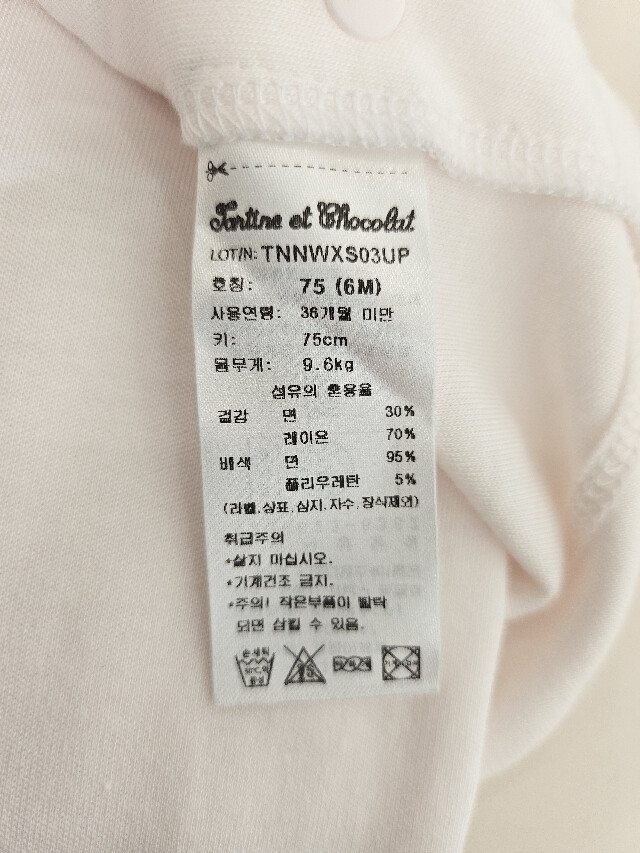 Tartine et Chocolat
LOT/N: TNNWXS03UP
호칭: 75 (6M)
사용연령: 36개월 미만
키: 75cm
몸무게: 9.6kg
섬유의 혼용율
겉감 면 30%
레이온 70%
배색 면 95%
폴리우레탄 5%
(라벨,상표,심지,자수,장식제외)
취급주의
*삶지 마십시오.
*기계건조 금지.
*주의! 작은부품이 탈락
되면 삼킬 수 있음.
손세탁